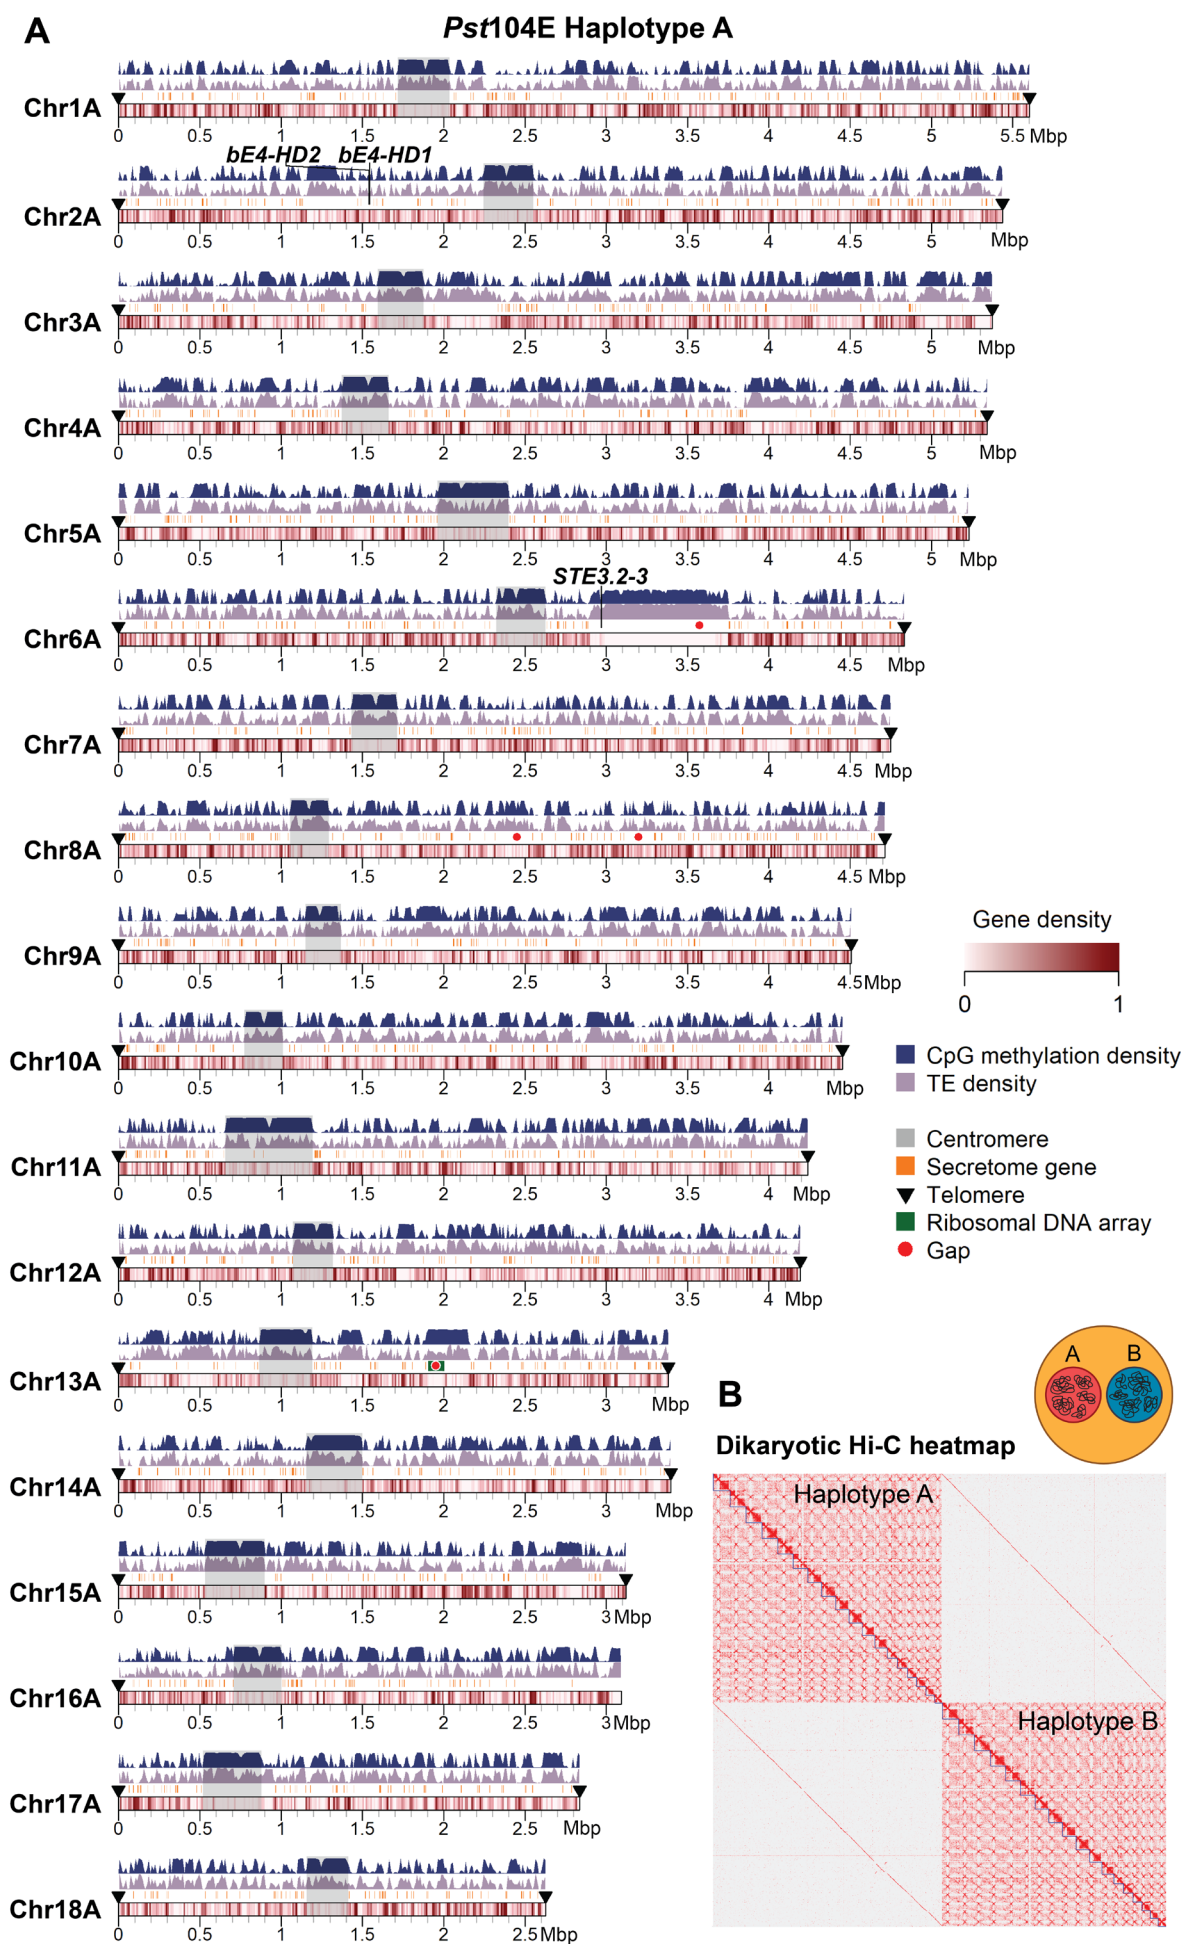 A
Pst104E Haplotype A
Chr1A
0 0.5 1 1.5 2 2.5 3 3.5 4 4.5 5 5.5 Mbp
bE4-HD2 bE4-HD1
Chr2A
0 0.5 1 1.5 2 2.5 3 3.5 4 4.5 5 Mbp
Chr3A
0 0.5 1 1.5 2 2.5 3 3.5 4 4.5 5 Mbp
Chr4A
0 0.5 1 1.5 2 2.5 3 3.5 4 4.5 5 Mbp
Chr5A
0 0.5 1 1.5 2 2.5 3 3.5 4 4.5 5 Mbp
STE3.2-3
Chr6A
0 0.5 1 1.5 2 2.5 3 3.5 4 4.5 Mbp
Chr7A
0 0.5 1 1.5 2 2.5 3 3.5 4 4.5 Mbp
Chr8A
0 0.5 1 1.5 2 2.5 3 3.5 4 4.5 Mbp
Chr9A
0 0.5 1 1.5 2 2.5 3 3.5 4 4.5 Mbp
Chr10A
0 0.5 1 1.5 2 2.5 3 3.5 4 Mbp
Chr11A
0 0.5 1 1.5 2 2.5 3 3.5 4 Mbp
Chr12A
0 0.5 1 1.5 2 2.5 3 3.5 4 Mbp
Chr13A
0 0.5 1 1.5 2 2.5 3 Mbp
Chr14A
0 0.5 1 1.5 2 2.5 3 Mbp
Chr15A
0 0.5 1 1.5 2 2.5 3 Mbp
Chr16A
0 0.5 1 1.5 2 2.5 3 Mbp
Chr17A
0 0.5 1 1.5 2 2.5 Mbp
Chr18A
0 0.5 1 1.5 2 2.5 Mbp
Gene density
0 1
CpG methylation density
TE density
Centromere
Secretome gene
Telomere
Ribosomal DNA array
Gap
B
A B
Dikaryotic Hi-C heatmap
Haplotype A
Haplotype B